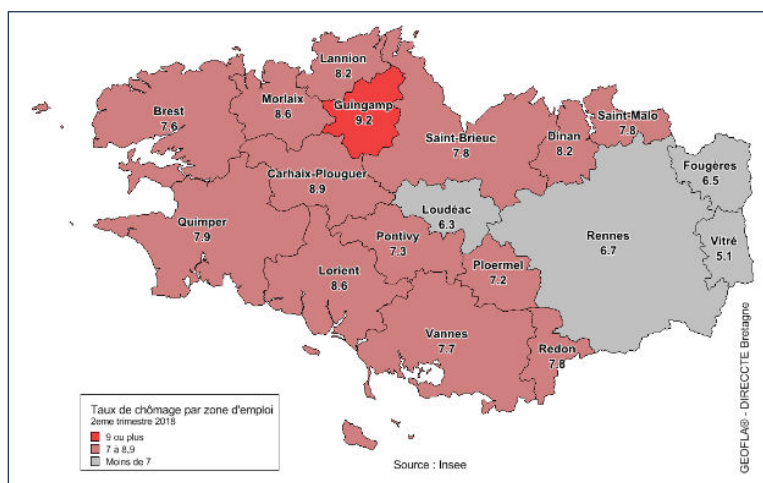 Lannion
8.2
Guingamp
9.2
Morlaix
8.6
Brest
7.6
Saint-Brieuc
7.8
Dinan
8.2
Saint-Malo
7.8
Fougères
6.5
Carhaix-Plouguer
8.9
Loudéac
6.3
Rennes
6.7
Vitré
5.1
Quimper
7.9
Pontivy
7.3
Ploermel
7.2
Lorient
8.6
Vannes
7.7
Redon
7.8
Taux de chômage par zone d'emploi
2eme trimestre 2018
9 ou plus
7 à 8,9
Moins de 7
Source : Insee
GEOFLA® - DIRECCTE Bretagne